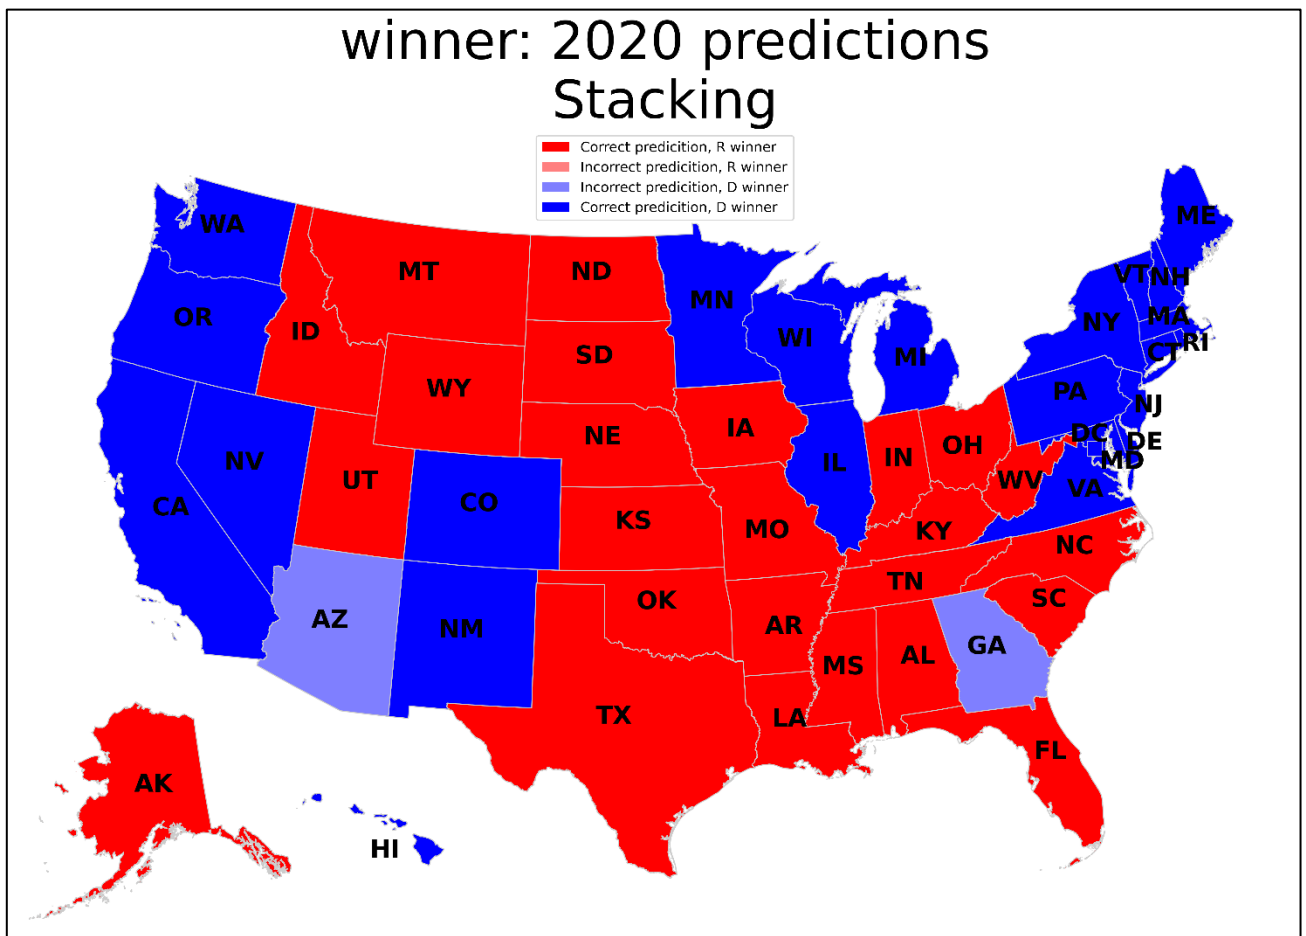 winner: 2020 predictions
Stacking
Correct predicition, R winner
Incorrect predicition, R winner
Incorrect predicition, D winner
Correct predicition, D winner
ME
WA
MT
ND
VT NH
MN
OR
MA
NY
ID
WI
RI
SD
CT
MI
WY
PA
NJ
IA
NE
DC
DE
OH
IN
MD
NV
IL
UT
WV
VA
CO
CA
KS
MO
KY
NC
TN
OK
SC
AZ
AR
NM
GA
AL
MS
TX
LA
FL
AK
HI